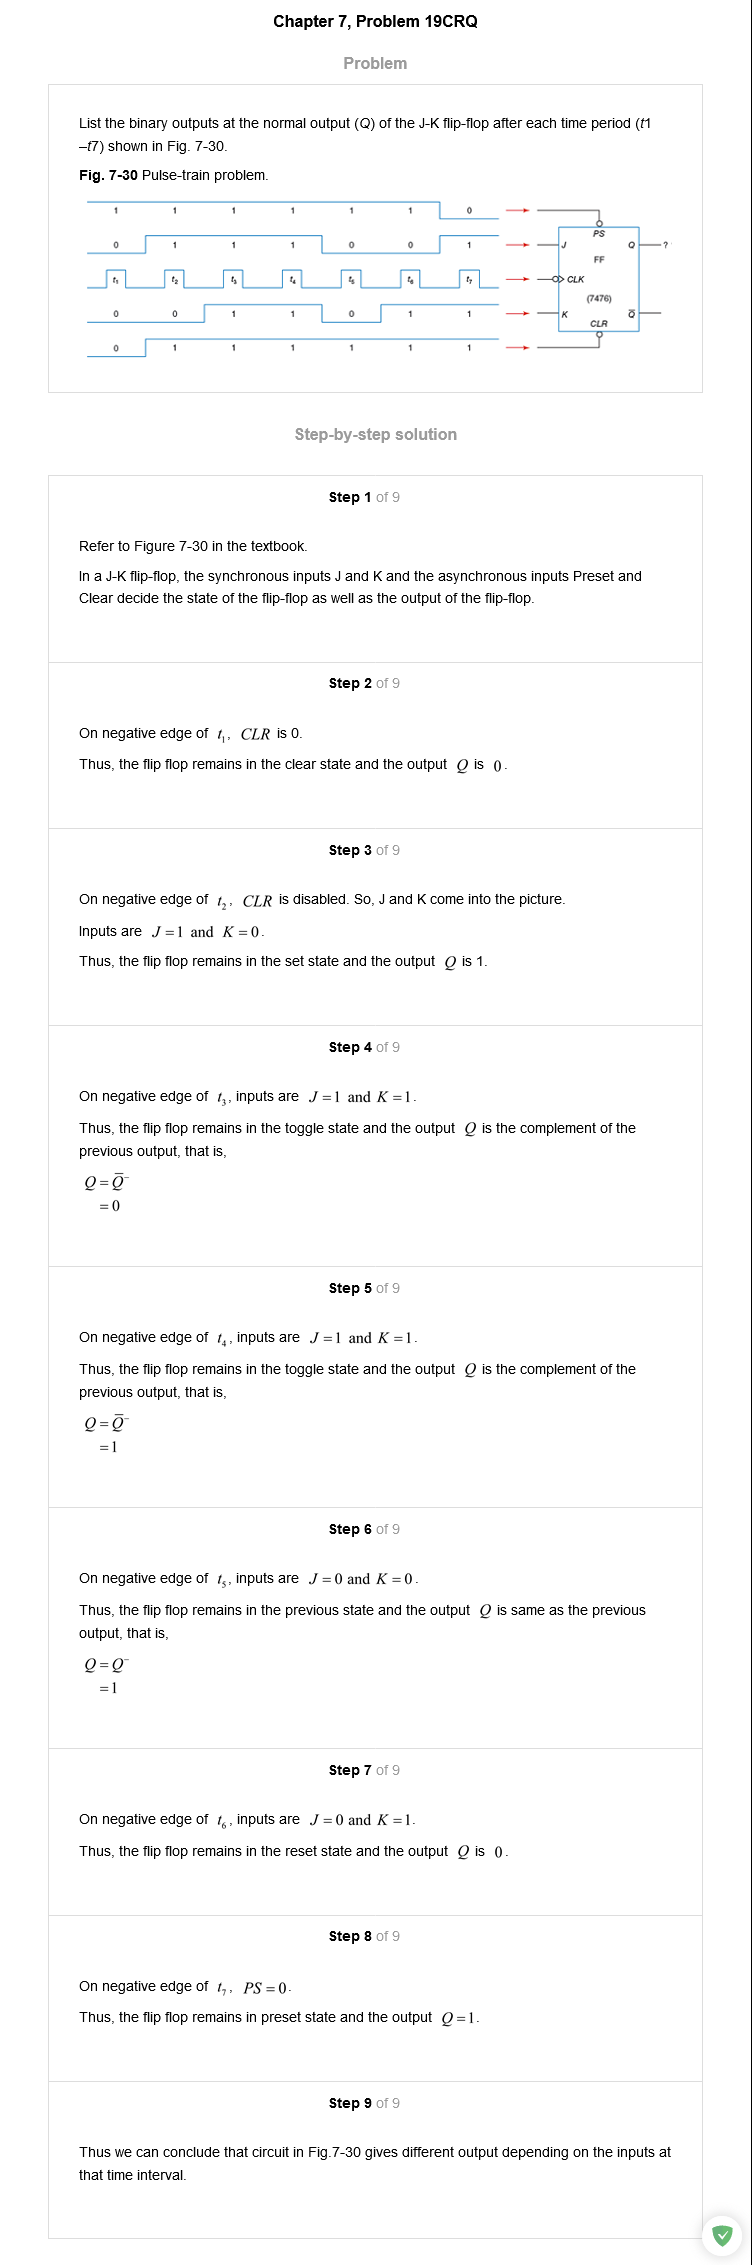 Chapter 7, Problem 19CRQ
Problem
List the binary outputs at the normal output (Q) of the J-K flip-flop after each time period (t1
–t7) shown in Fig. 7-30.
Fig. 7-30 Pulse-train problem.
1 1 1 1 1 1 0
PS
0 1 1 1 0 0 1 J Q ?
FF
t₁ t₂ t₃ t₄ t₅ t₆ t₇ CLK
(7476)
0 0 1 1 0 1 1 K Q̅
CLR
0 1 1 1 1 1 1
Step-by-step solution
Step 1 of 9
Refer to Figure 7-30 in the textbook.
In a J-K flip-flop, the synchronous inputs J and K and the asynchronous inputs Preset and
Clear decide the state of the flip-flop as well as the output of the flip-flop.
Step 2 of 9
On negative edge of t₁, CLR is 0.
Thus, the flip flop remains in the clear state and the output Q is 0.
Step 3 of 9
On negative edge of t₂, CLR is disabled. So, J and K come into the picture.
Inputs are J = 1 and K = 0.
Thus, the flip flop remains in the set state and the output Q is 1.
Step 4 of 9
On negative edge of t₃, inputs are J = 1 and K = 1.
Thus, the flip flop remains in the toggle state and the output Q is the complement of the
previous output, that is,
Q = Q̅⁻
= 0
Step 5 of 9
On negative edge of t₄, inputs are J = 1 and K = 1.
Thus, the flip flop remains in the toggle state and the output Q is the complement of the
previous output, that is,
Q = Q̅⁻
= 1
Step 6 of 9
On negative edge of t₅, inputs are J = 0 and K = 0.
Thus, the flip flop remains in the previous state and the output Q is same as the previous
output, that is,
Q = Q⁻
= 1
Step 7 of 9
On negative edge of t₆, inputs are J = 0 and K = 1.
Thus, the flip flop remains in the reset state and the output Q is 0.
Step 8 of 9
On negative edge of t₇, PS = 0.
Thus, the flip flop remains in preset state and the output Q = 1.
Step 9 of 9
Thus we can conclude that circuit in Fig.7-30 gives different output depending on the inputs at
that time interval.